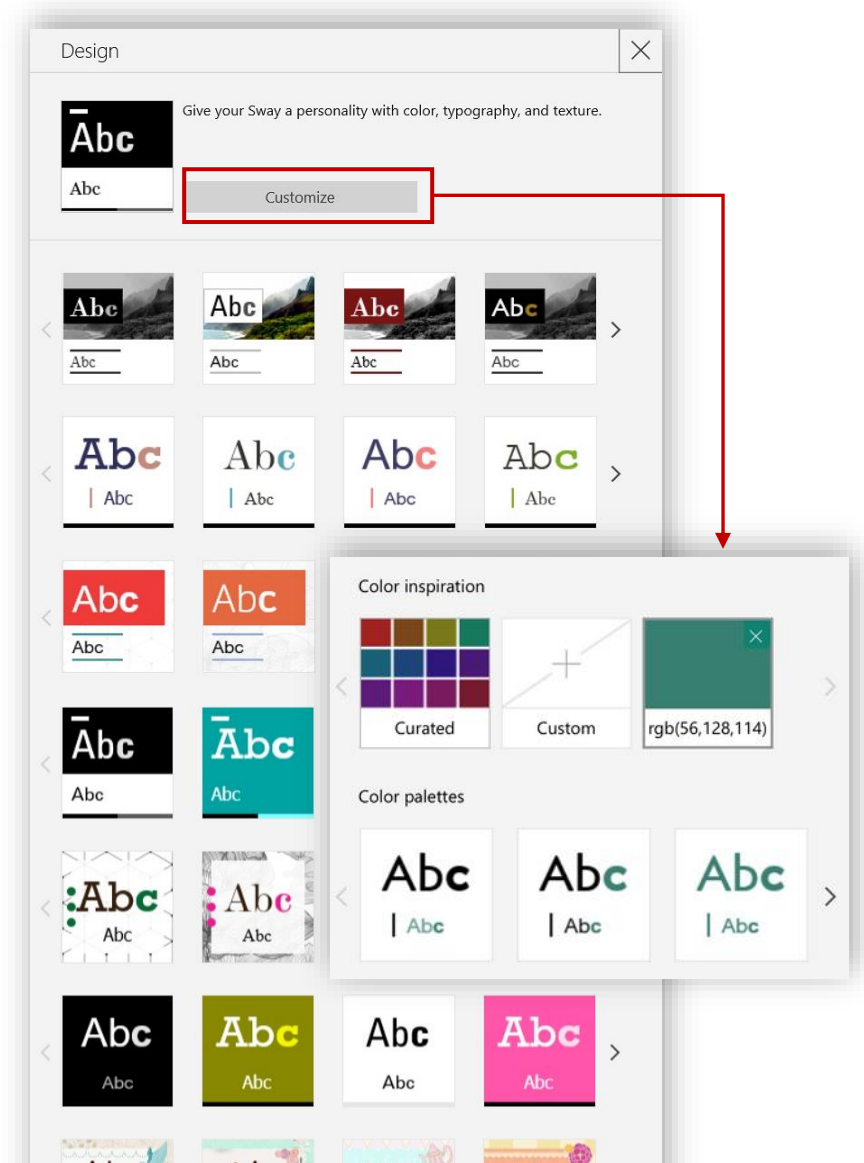 Design
Abc
Give your Sway a personality with color, typography, and texture.
Abc
Customize
Abc Abc Abc Abc
Abc Abc Abc Abc
Abc Abc Abc Abc
Abc Abc Abc Abc
Abc Abc
Abc Abc
Abc Abc
Abc Abc
Abc Abc
Abc Abc
Abc Abc Abc Abc
Abc Abc Abc Abc
Color inspiration
Curated Custom rgb(56,128,114)
Color palettes
Abc Abc Abc
Abc Abc Abc